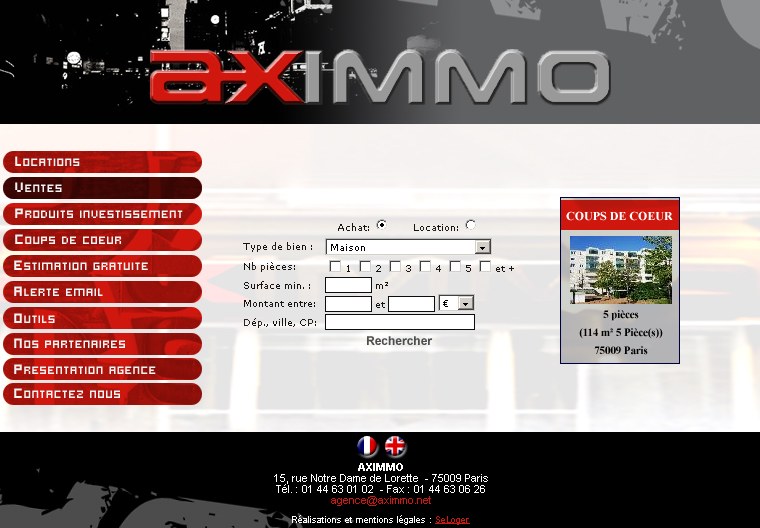 aXIMMO
Locations
Ventes
Produits investissement
Coups de coeur
Estimation gratuite
Alerte email
Outils
Nos partenaires
Presentation agence
Contactez nous
Achat: Location:
Type de bien : Maison
Nb pièces: 1 2 3 4 5 et +
Surface min. : m²
Montant entre: et €
Dép., ville, CP:
Rechercher
COUPS DE COEUR
5 pièces
(114 m² 5 Pièce(s))
75009 Paris
AXIMMO
15, rue Notre Dame de Lorette - 75009 Paris
Tél. : 01 44 63 01 02 - Fax : 01 44 63 06 26
agence@aximmo.net
Réalisations et mentions légales : SeLoger